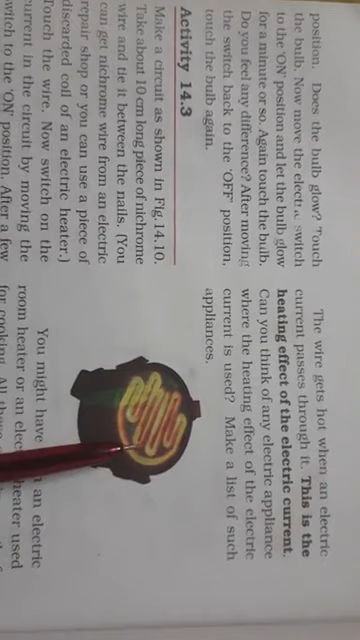 position. Does the bulb glow? Touch
the bulb. Now move the electric switch
to the 'ON' position and let the bulb glow
for a minute or so. Again touch the bulb.
Do you feel any difference? After moving
the switch back to the 'OFF' position,
touch the bulb again.
Activity 14.3
Make a circuit as shown in Fig.14.10.
Take about 10 cm long piece of nichrome
wire and tie it between the nails. (You
can get nichrome wire from an electric
repair shop or you can use a piece of
discarded coil of an electric heater.)
Touch the wire. Now switch on the
current in the circuit by moving the
switch to the 'ON' position. After a few
The wire gets hot when an electric
current passes through it. This is the
heating effect of the electric current.
Can you think of any electric appliance
where the heating effect of the electric
current is used? Make a list of such
appliances.
You might have an electric
room heater or an elec heater used
for cooking. All these